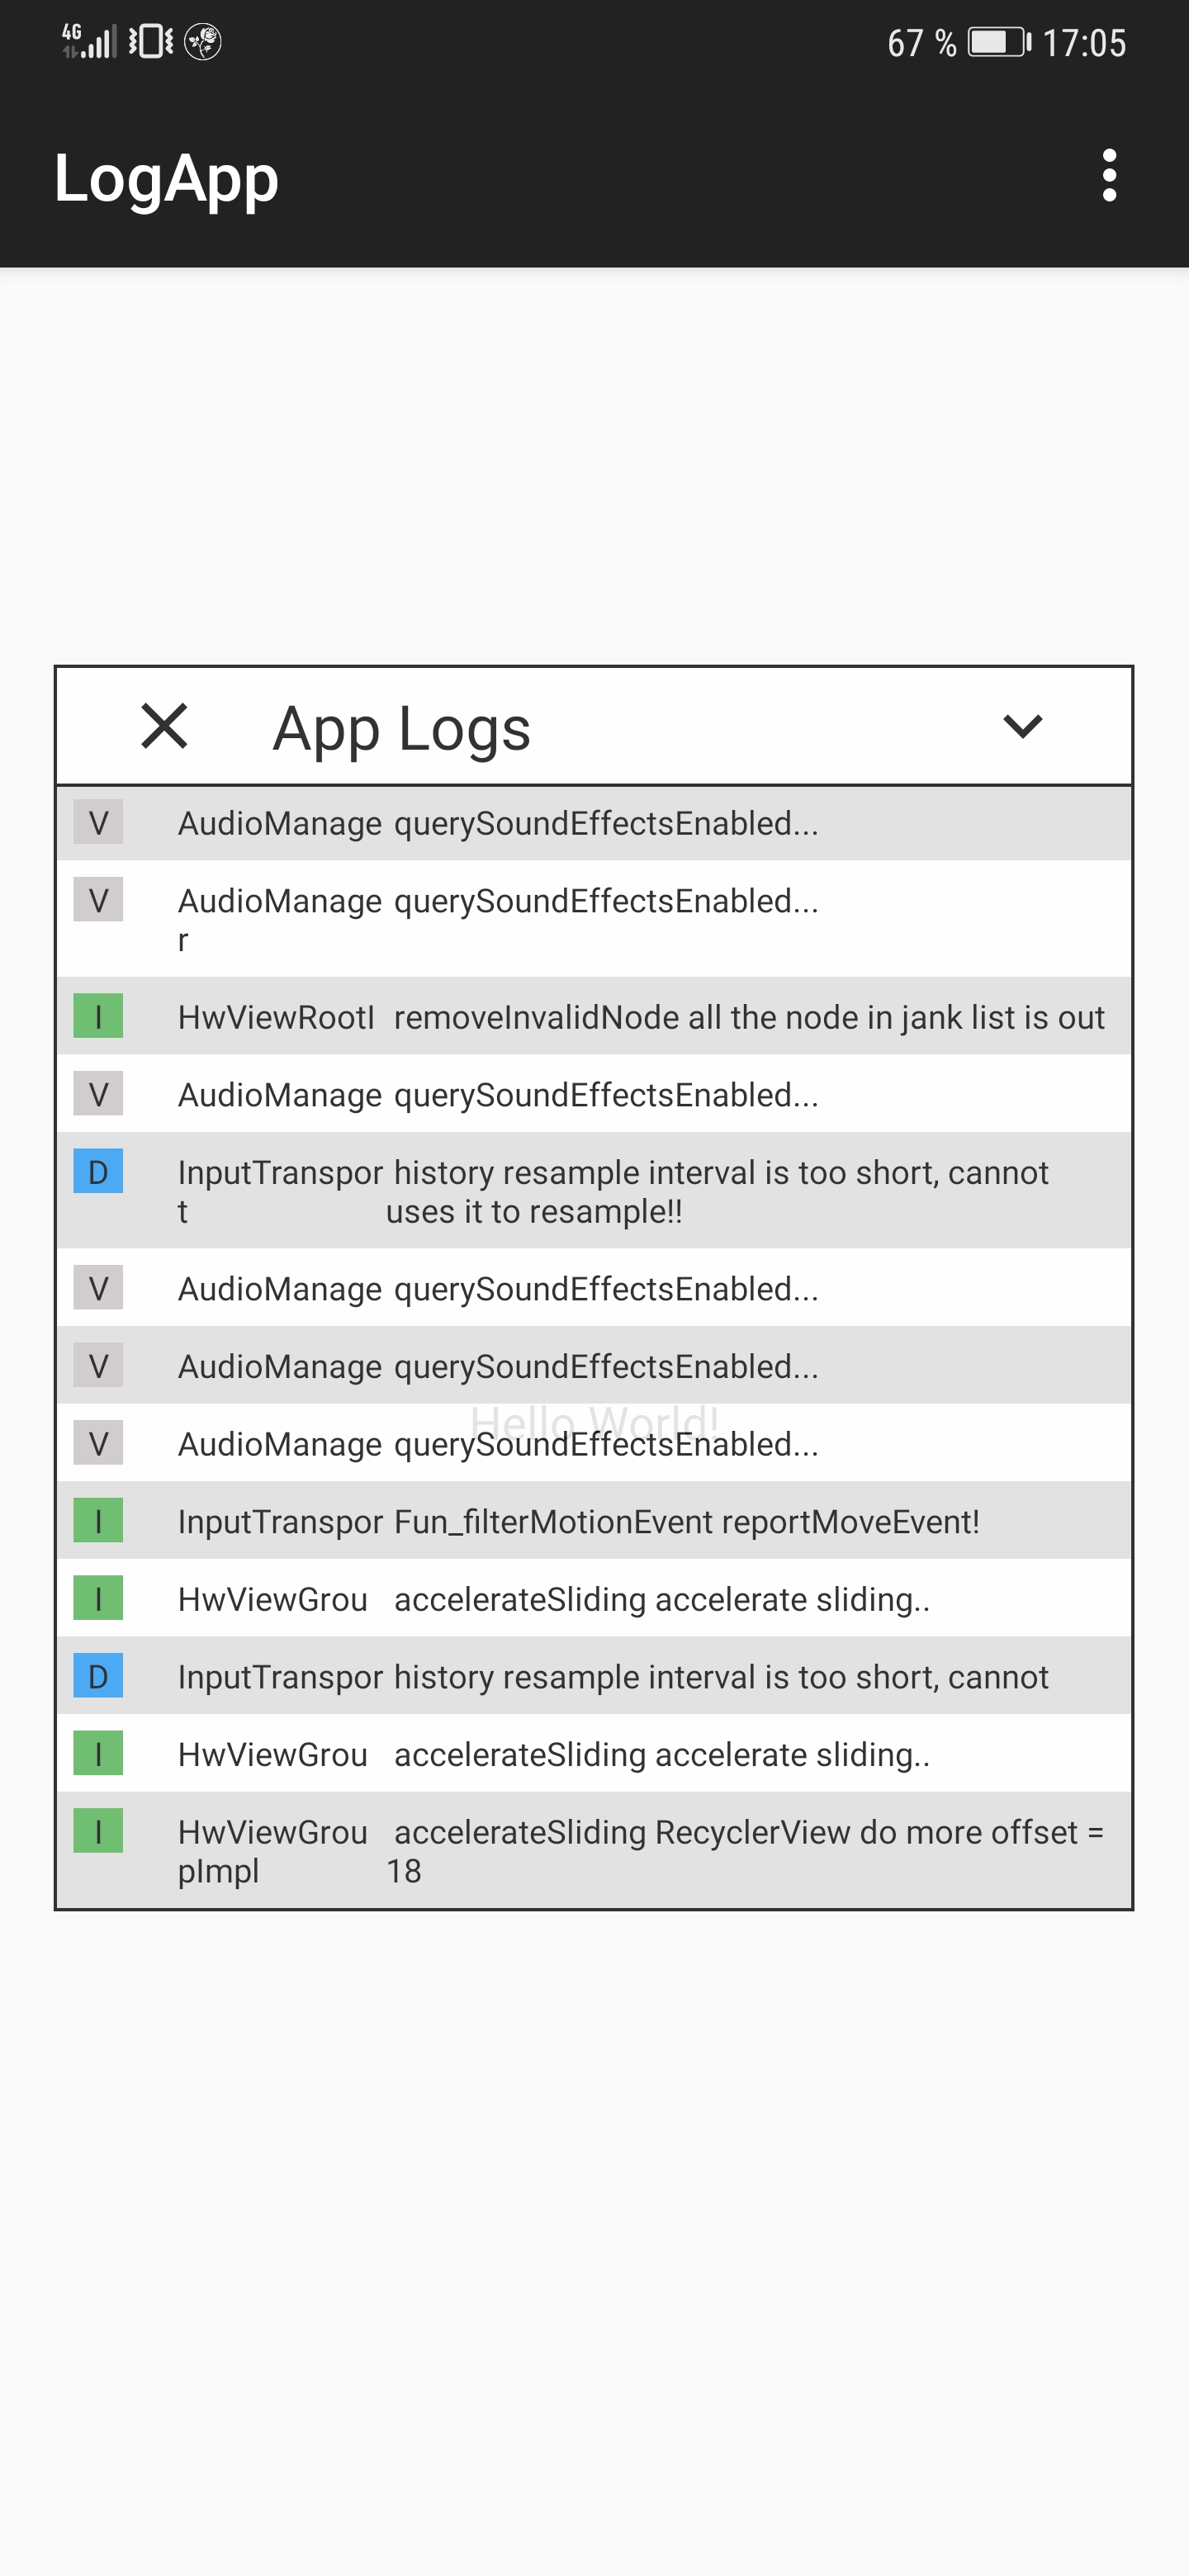 4G 67 % 17:05
LogApp
App Logs
V AudioManage querySoundEffectsEnabled...
V AudioManage querySoundEffectsEnabled...
r
I HwViewRootI removeInvalidNode all the node in jank list is out
V AudioManage querySoundEffectsEnabled...
D InputTranspor history resample interval is too short, cannot
t uses it to resample!!
V AudioManage querySoundEffectsEnabled...
V AudioManage querySoundEffectsEnabled...
Hello World!
V AudioManage querySoundEffectsEnabled...
I InputTranspor Fun_filterMotionEvent reportMoveEvent!
I HwViewGrou accelerateSliding accelerate sliding..
D InputTranspor history resample interval is too short, cannot
I HwViewGrou accelerateSliding accelerate sliding..
I HwViewGrou accelerateSliding RecyclerView do more offset =
pImpl 18